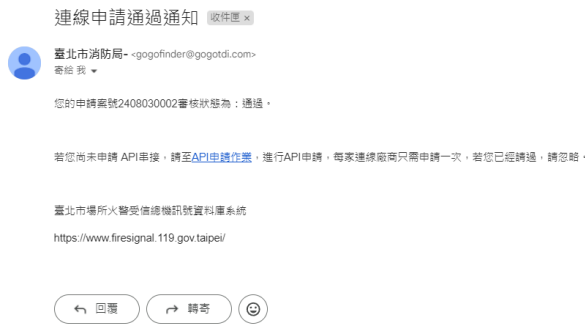 連線申請通過通知 收件匣 ×
臺北市消防局- <gogofinder@gogotdi.com>
寄給 我
您的申請案號2408030002審核狀態為：通過。
若您尚未申請 API串接，請至API申請作業，進行API申請，每家連線廠商只需申請一次，若您已經請過，請忽略。
臺北市場所火警受信總機訊號資料庫系統
https://www.firesignal.119.gov.taipei/
回覆 轉寄